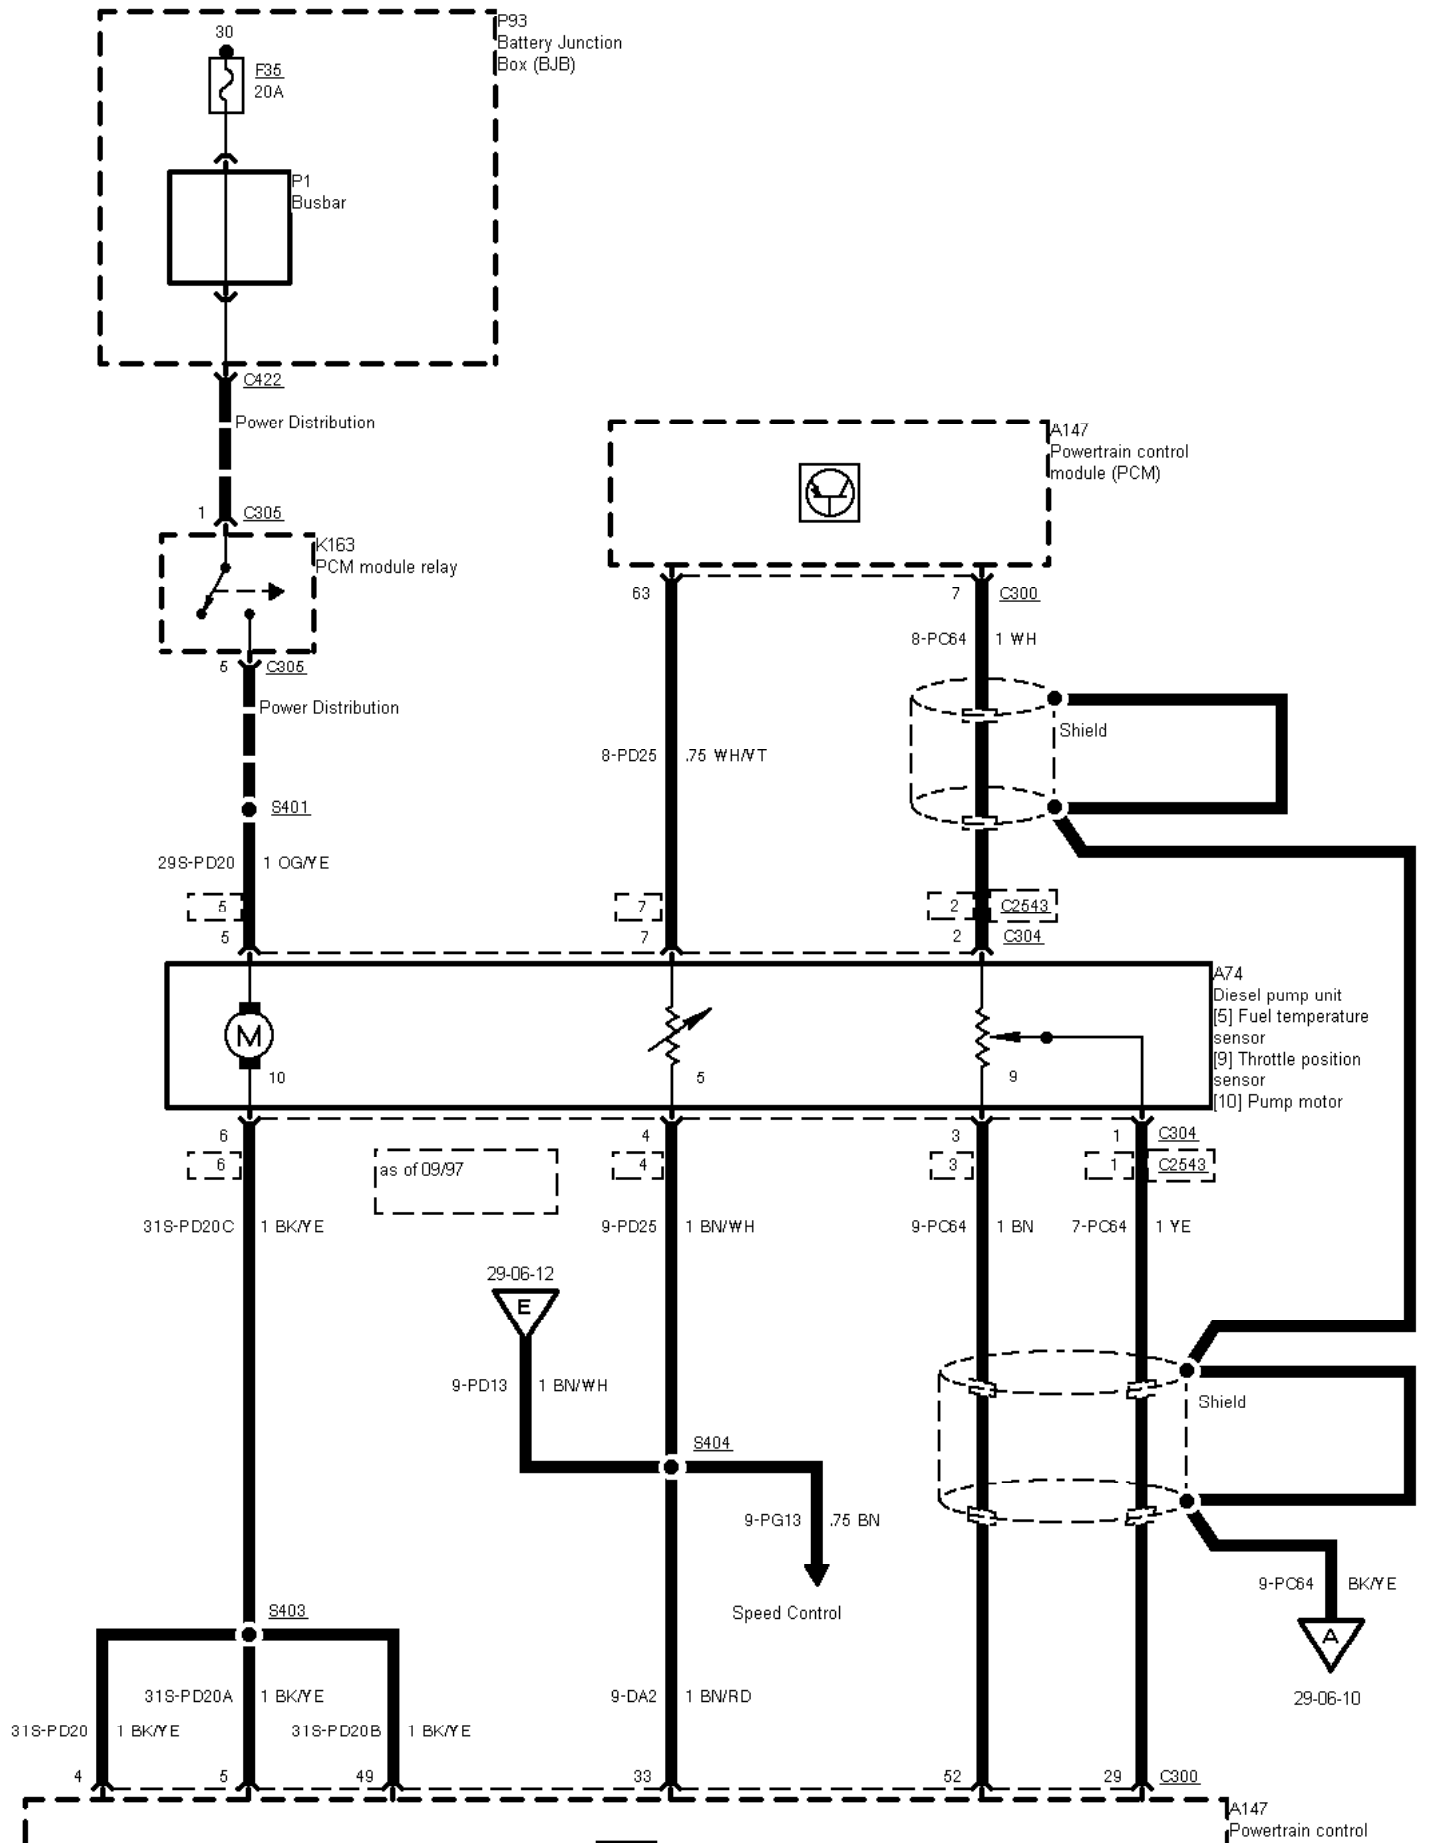 30
P93
Battery Junction
Box (BJB)
F35
20A
P1
Busbar
C422
Power Distribution
1 C305
K163
PCM module relay
5 C305
Power Distribution
S401
29S-PD20 1 OG/YE
A147
Powertrain control
module (PCM)
63 7 C300
8-PC64 1 WH
Shield
8-PD25 .75 WH/VT
5 7 2 C2543
5 7 2 C304
A74
Diesel pump unit
[5] Fuel temperature
sensor
[9] Throttle position
sensor
[10] Pump motor
M
10 5 9
6 4 3 1 C304
6 4 3 1 C2543
as of 09/97
31S-PD20C 1 BK/YE 9-PD25 1 BN/WH 9-PC64 1 BN 7-PC64 1 YE
29-06-12
E
9-PD13 1 BN/WH
Shield
S404
9-PG13 .75 BN
Speed Control
9-PC64 BK/YE
A
29-06-10
S403
31S-PD20A 1 BK/YE 9-DA2 1 BN/RD
31S-PD20 1 BK/YE 31S-PD20B 1 BK/YE
4 5 49 33 52 29 C300
A147
Powertrain control